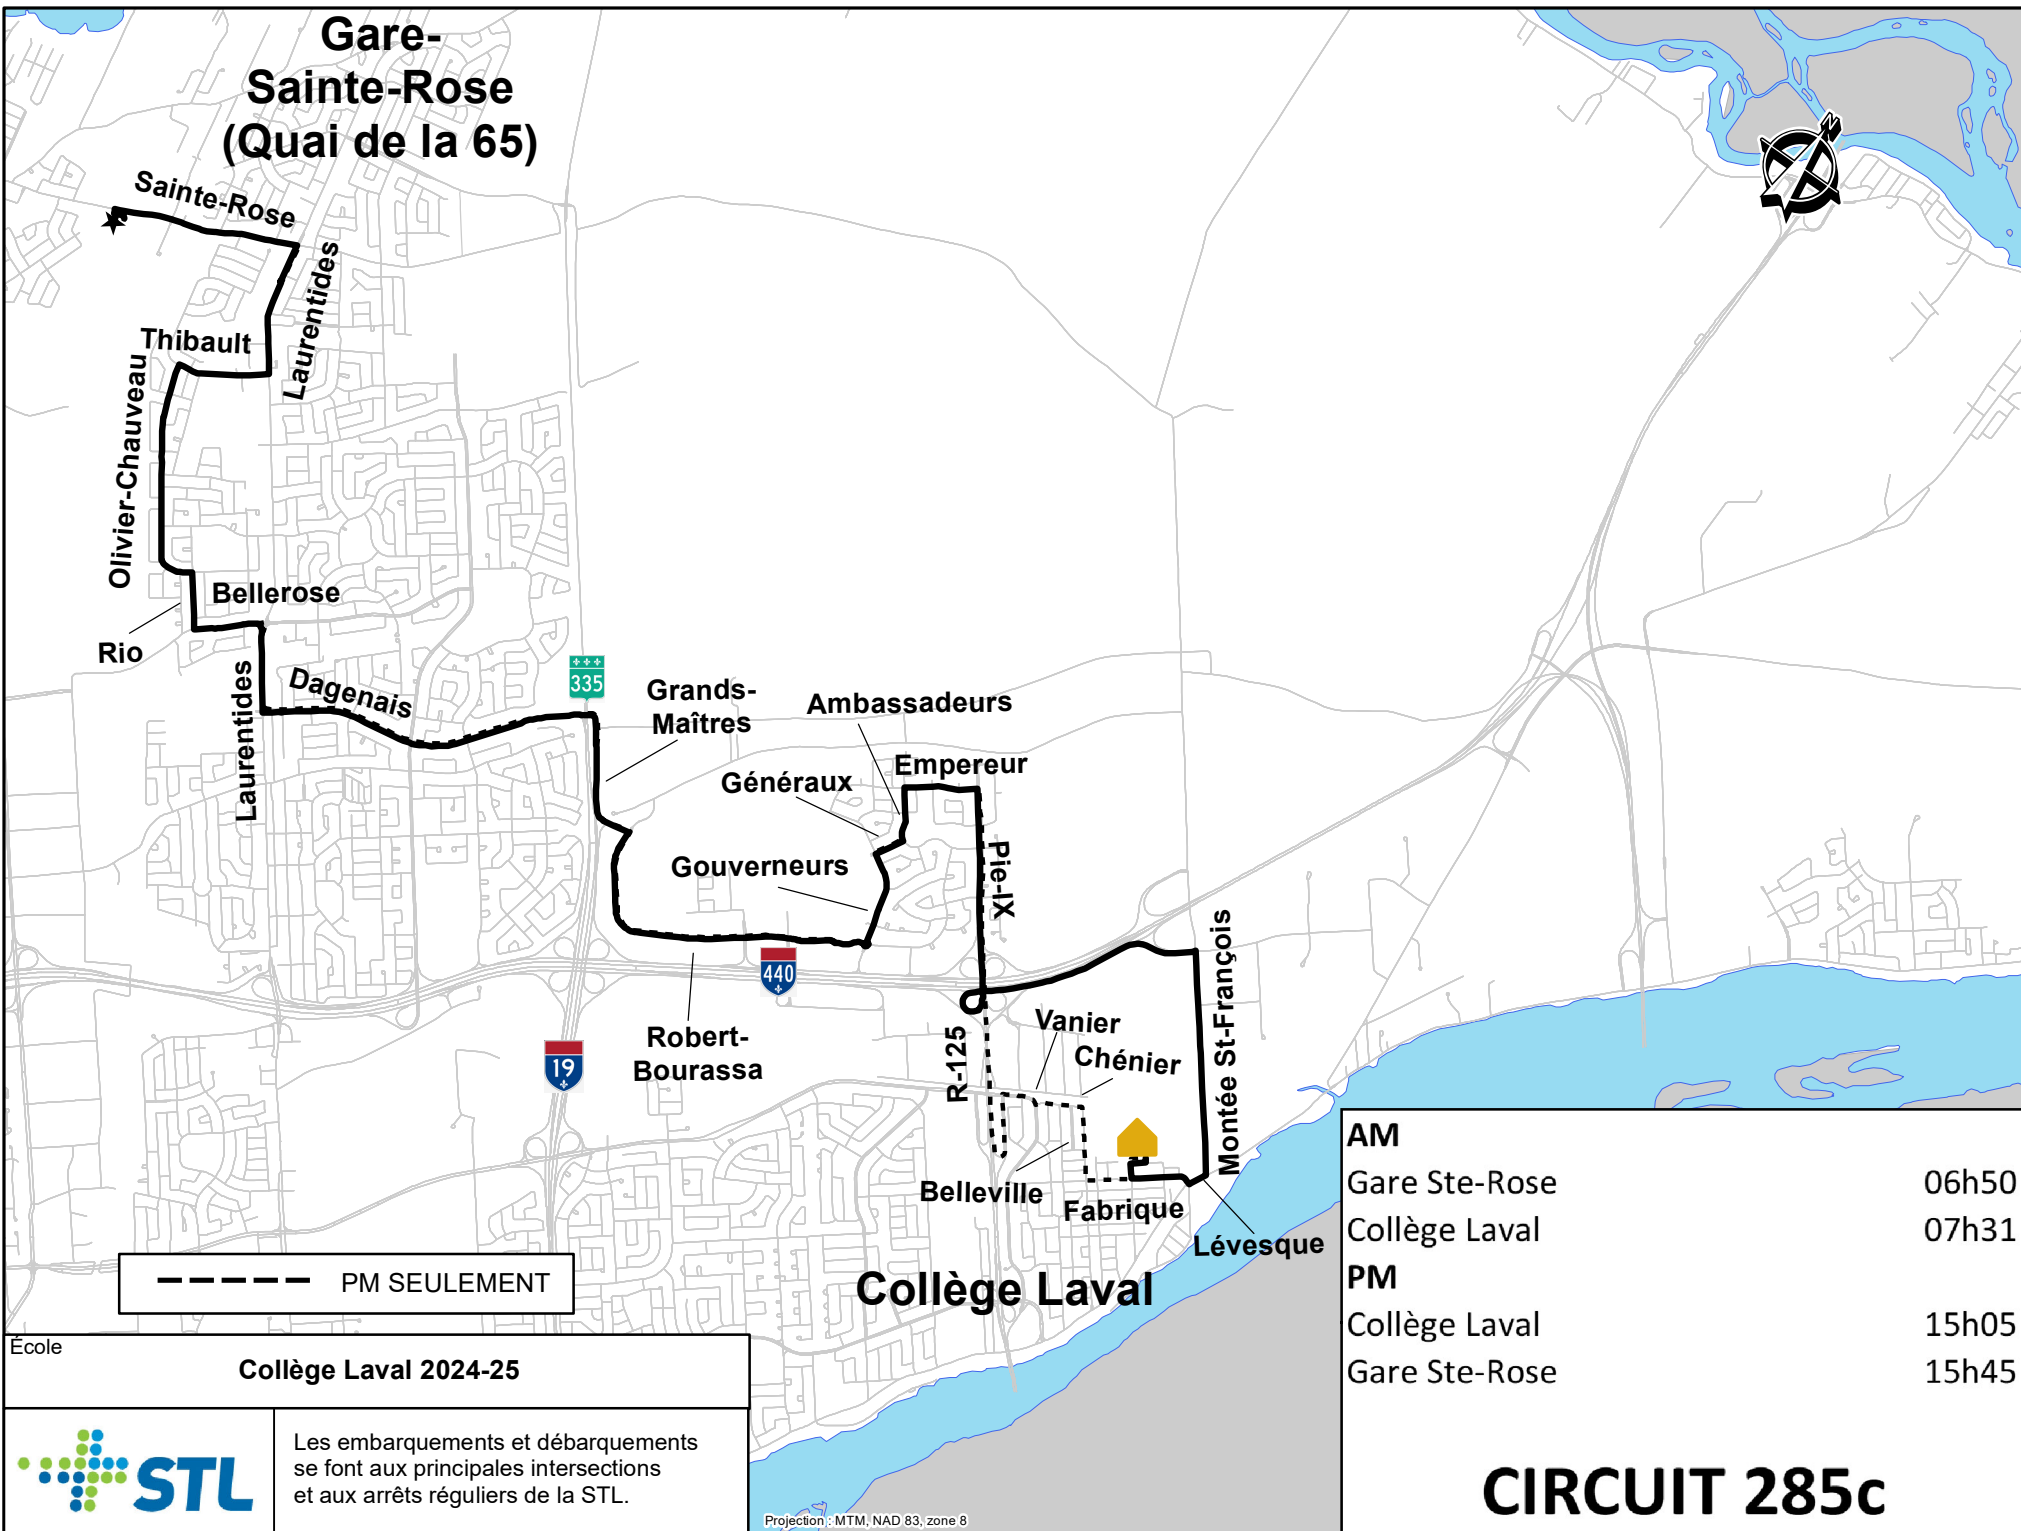 Gare-
Sainte-Rose
(Quai de la 65)
Sainte-Rose
Laurentides
Thibault
Olivier-Chauveau
Bellerose
Rio
Laurentides
Dagenais
335
Grands-
Maîtres
Ambassadeurs
Empereur
Généraux
Gouverneurs
Pie-IX
440
Robert-
Bourassa
19
R-125
Vanier
Chénier
Montée St-François
Belleville
Fabrique
Lévesque
Collège Laval
N
PM SEULEMENT
École
Collège Laval 2024-25
STL
Les embarquements et débarquements
se font aux principales intersections
et aux arrêts réguliers de la STL.
Projection : MTM, NAD 83, zone 8
AM
Gare Ste-Rose 06h50
Collège Laval 07h31
PM
Collège Laval 15h05
Gare Ste-Rose 15h45
CIRCUIT 285c